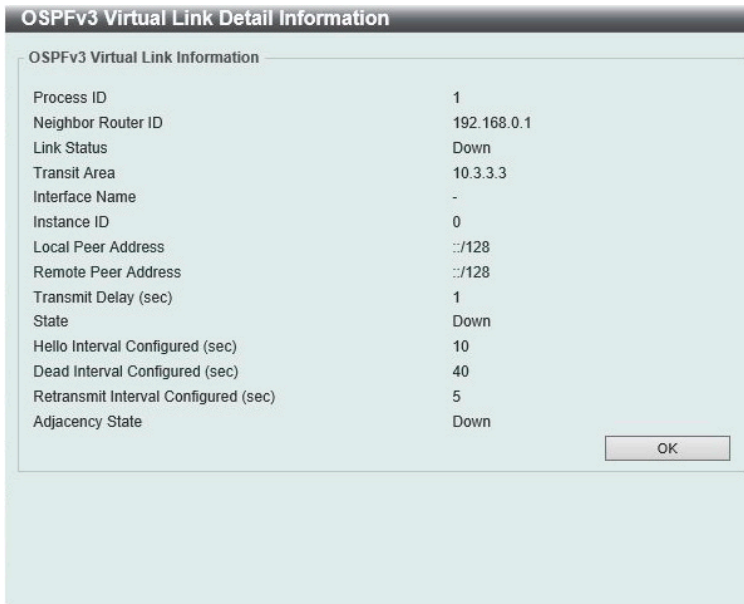 OSPFv3 Virtual Link Detail Information
OSPFv3 Virtual Link Information
Process ID 1
Neighbor Router ID 192.168.0.1
Link Status Down
Transit Area 10.3.3.3
Interface Name -
Instance ID 0
Local Peer Address ::/128
Remote Peer Address ::/128
Transmit Delay (sec) 1
State Down
Hello Interval Configured (sec) 10
Dead Interval Configured (sec) 40
Retransmit Interval Configured (sec) 5
Adjacency State Down
OK